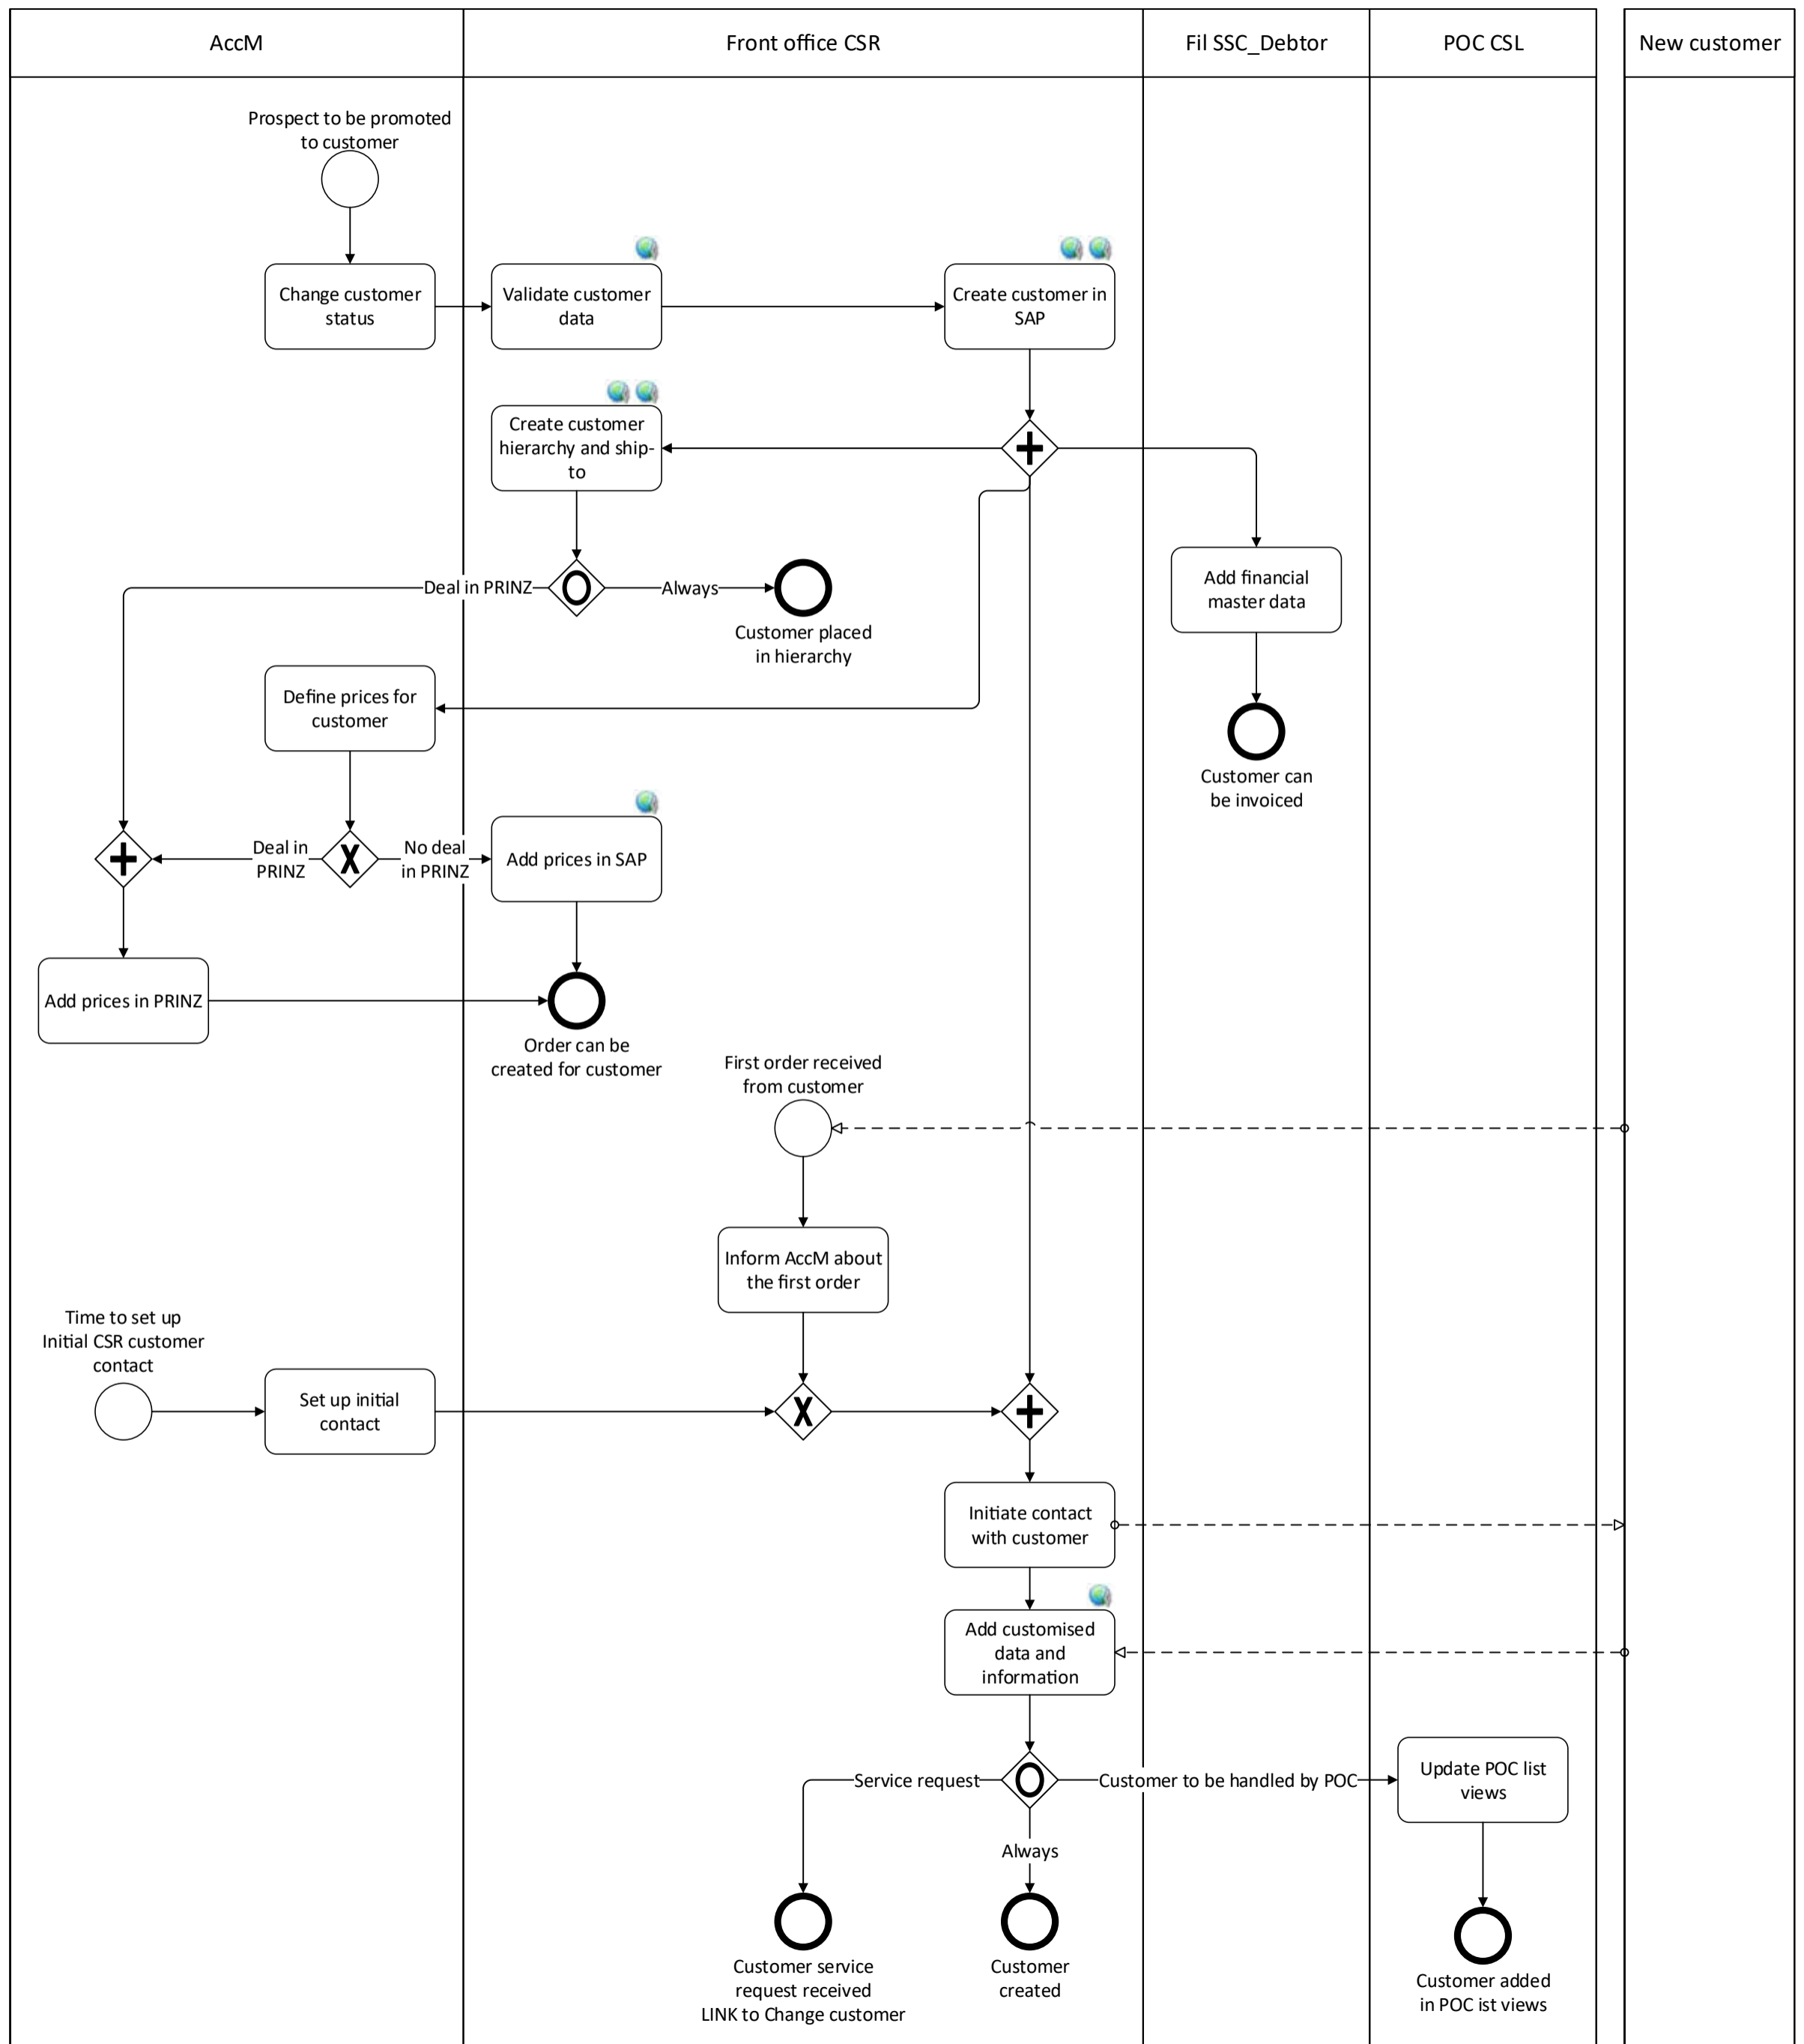 AccM
Front office CSR
Fil SSC_Debtor
POC CSL
New customer
Prospect to be promoted
to customer
Change customer
status
Validate customer
data
Create customer in
SAP
Create customer
hierarchy and ship-
to
Deal in PRINZ
Always
Customer placed
in hierarchy
Add financial
master data
Define prices for
customer
Customer can
be invoiced
Deal in
PRINZ
No deal
in PRINZ
Add prices in SAP
Add prices in PRINZ
Order can be
created for customer
First order received
from customer
Inform AccM about
the first order
Time to set up
Initial CSR customer
contact
Set up initial
contact
Initiate contact
with customer
Add customised
data and
information
Service request
Customer to be handled by POC
Update POC list
views
Always
Customer service
request received
LINK to Change customer
Customer
created
Customer added
in POC ist views